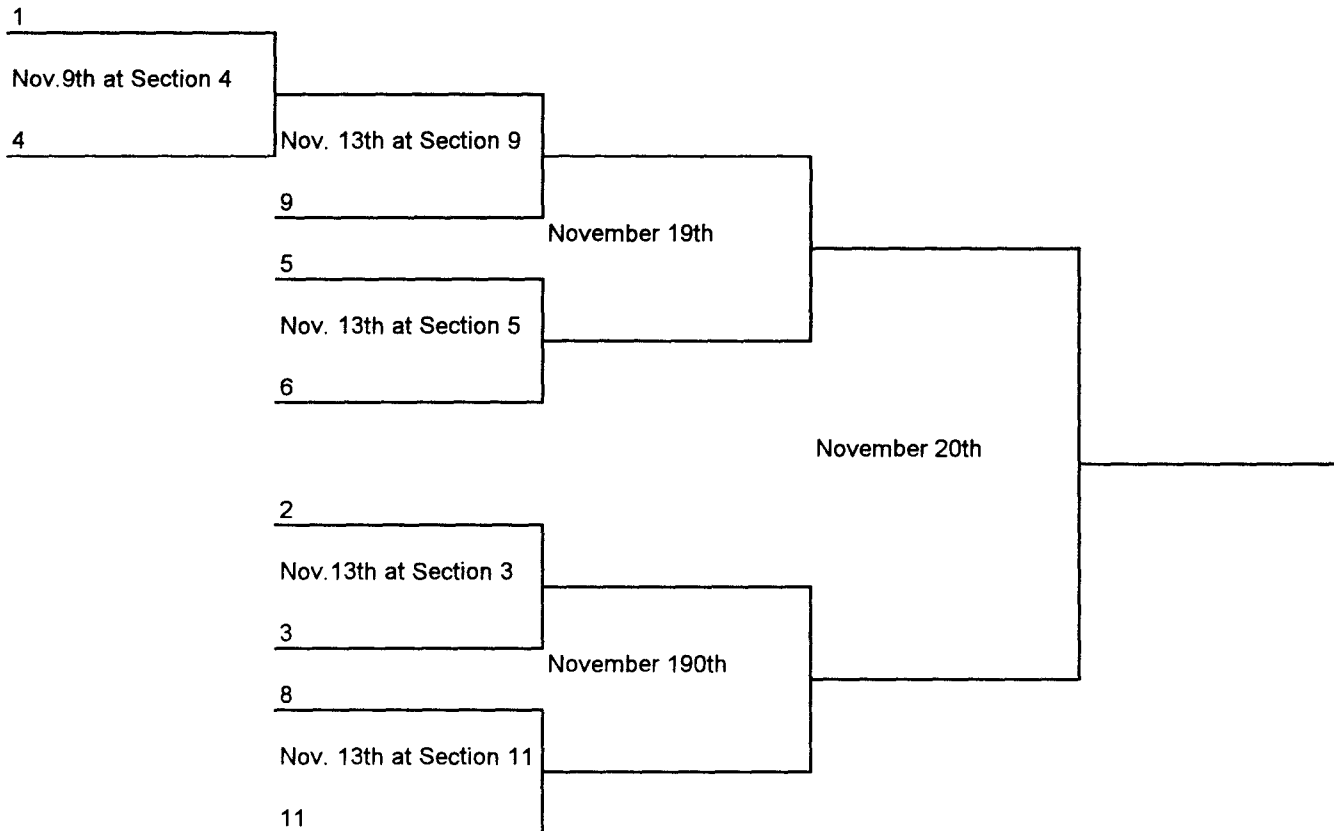 1
Nov.9th at Section 4
4
Nov. 13th at Section 9
9
November 19th
5
Nov. 13th at Section 5
6
November 20th
2
Nov.13th at Section 3
3
November 190th
8
Nov. 13th at Section 11
11